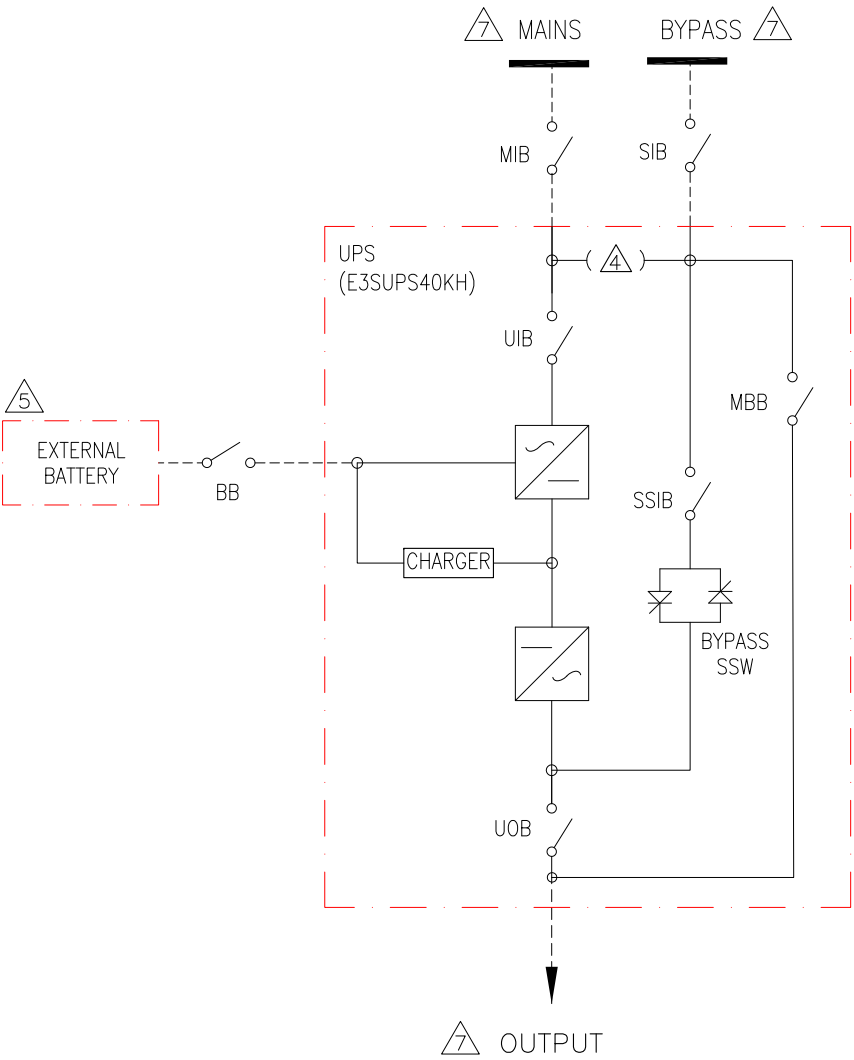 7 MAINS
BYPASS 7
MIB
SIB
UPS
(E3SUPS40KH)
4
UIB
5
MBB
EXTERNAL
BATTERY
BB
SSIB
CHARGER
BYPASS
SSW
UOB
7 OUTPUT